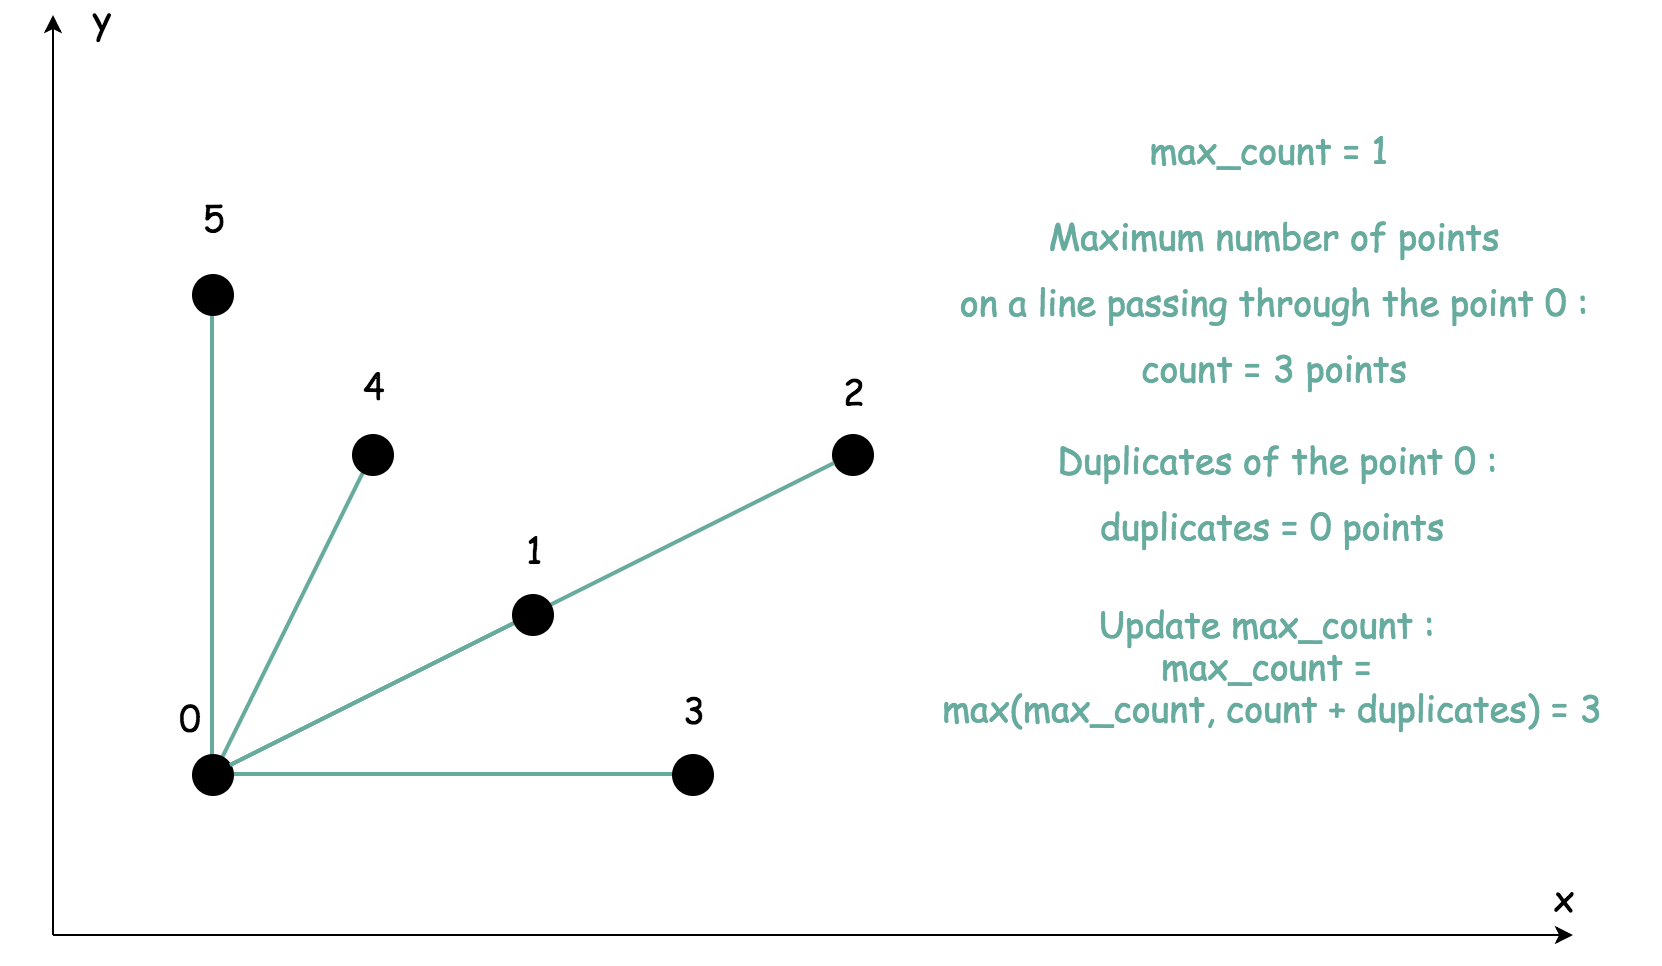 y
max_count = 1
5
Maximum number of points
on a line passing through the point 0 :
count = 3 points
4
2
Duplicates of the point 0 :
duplicates = 0 points
1
Update max_count :
max_count =
max(max_count, count + duplicates) = 3
0
3
x